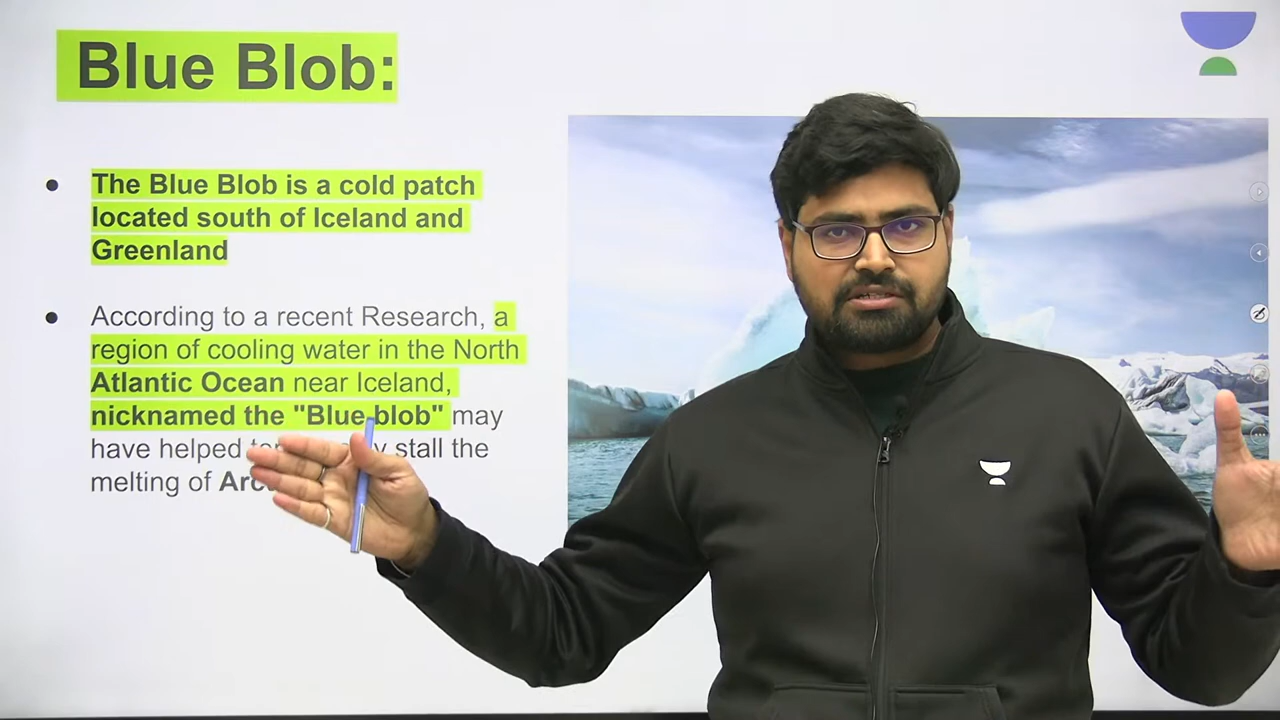 Blue Blob:
The Blue Blob is a cold patch
located south of Iceland and
Greenland
According to a recent Research, a
region of cooling water in the North
Atlantic Ocean near Iceland,
nicknamed the "Blue blob" may
have helped stall the
melting of